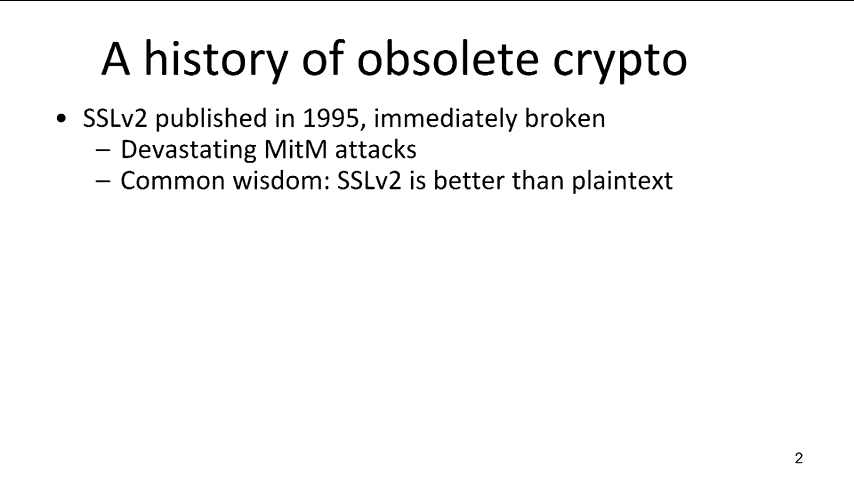 A history of obsolete crypto
• SSLv2 published in 1995, immediately broken
– Devastating MitM attacks
– Common wisdom: SSLv2 is better than plaintext
2